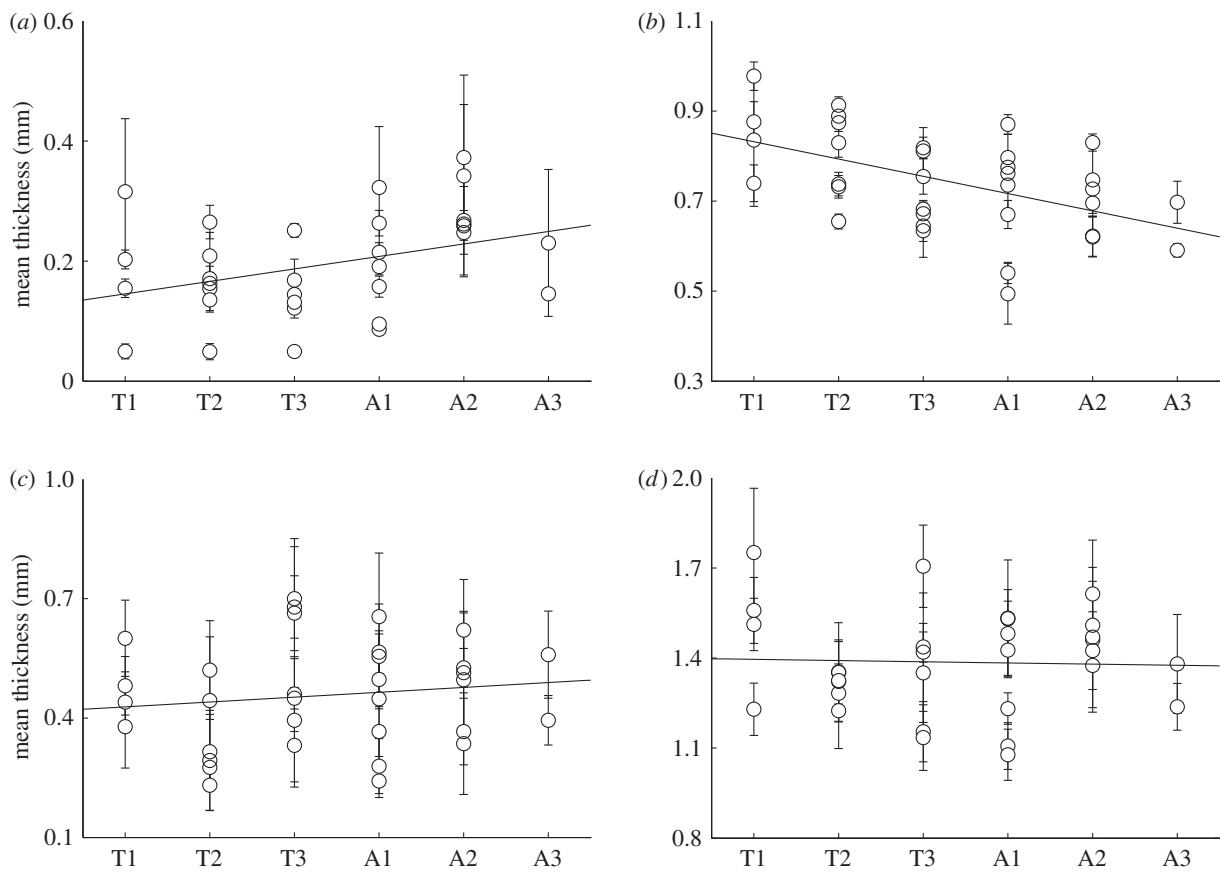 (a) 0.6
0.4
0.2
0
mean thickness (mm)
T1 T2 T3 A1 A2 A3
(b) 1.1
0.9
0.7
0.5
0.3
T1 T2 T3 A1 A2 A3
(c) 1.0
0.7
0.4
0.1
mean thickness (mm)
T1 T2 T3 A1 A2 A3
(d) 2.0
1.7
1.4
1.1
0.8
T1 T2 T3 A1 A2 A3